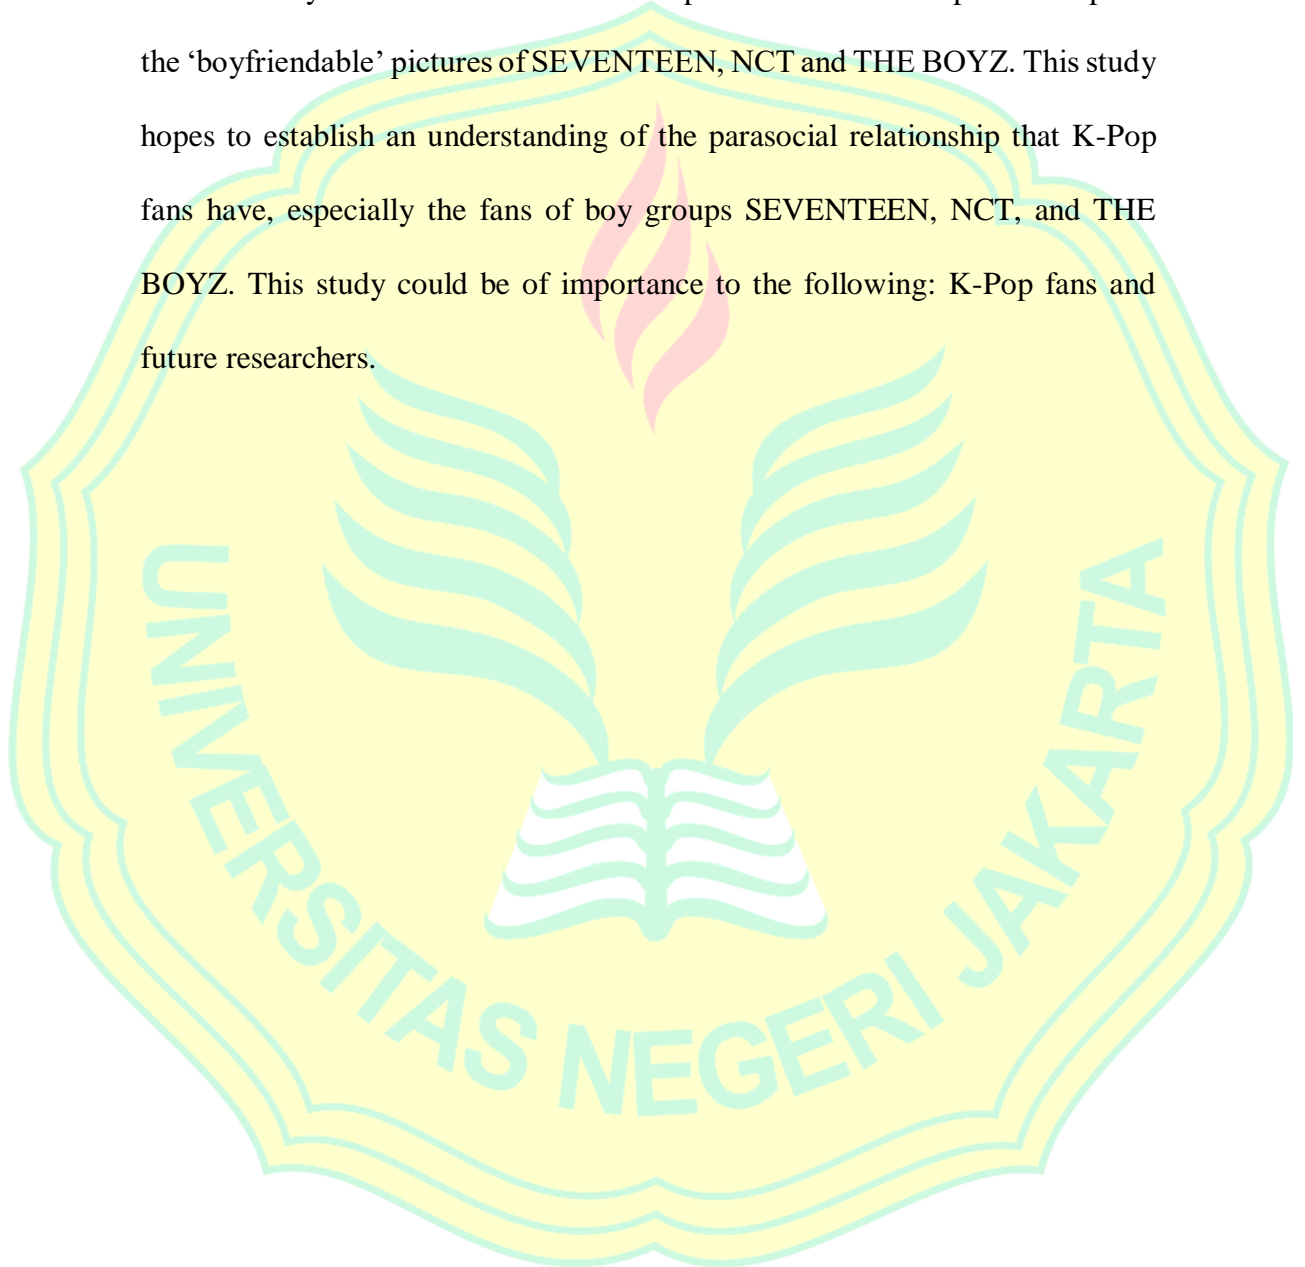 the ‘boyfriendable’ pictures of SEVENTEEN, NCT and THE BOYZ. This study
hopes to establish an understanding of the parasocial relationship that K-Pop
fans have, especially the fans of boy groups SEVENTEEN, NCT, and THE
BOYZ. This study could be of importance to the following: K-Pop fans and
future researchers.
UNIVERSITAS NEGERI JAKARTA